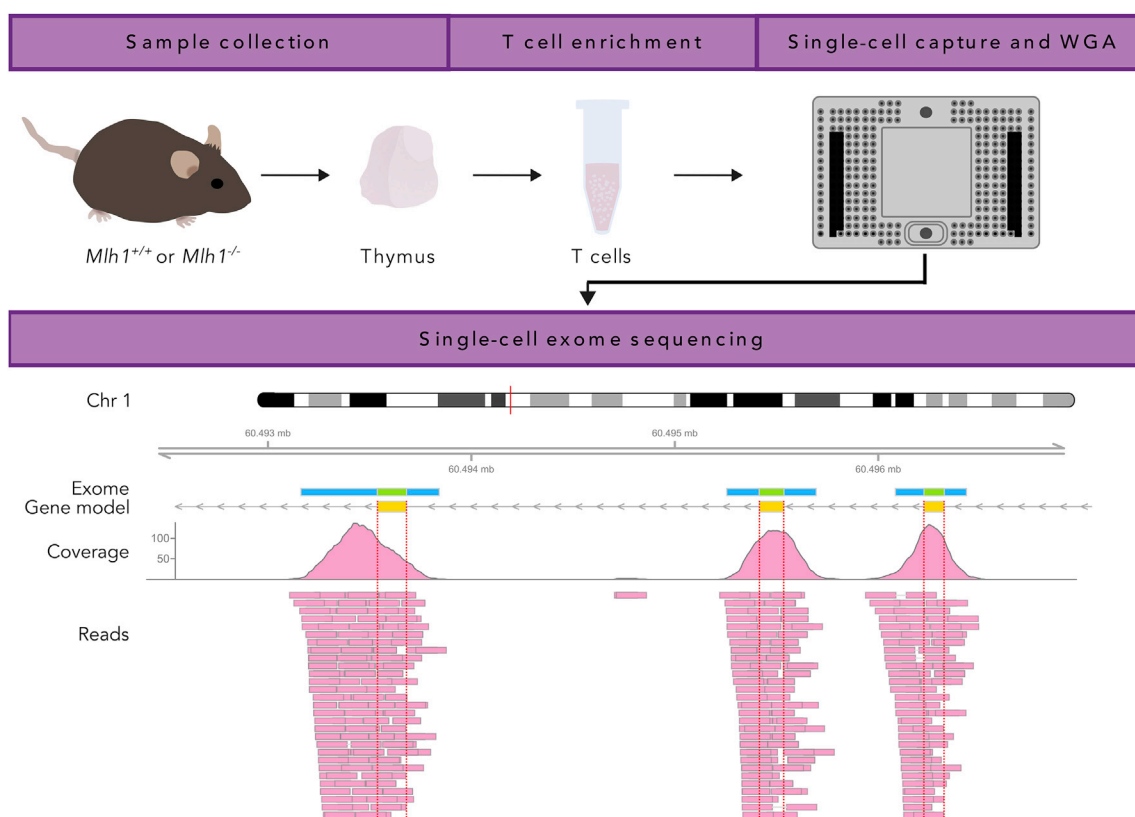 Sample collection
T cell enrichment
Single-cell capture and WGA
Mlh1+/+ or Mlh1-/-
Thymus
T cells
Single-cell exome sequencing
Chr 1
60.493 mb
60.495 mb
60.494 mb
60.496 mb
Exome
Gene model
Coverage
100
50
Reads